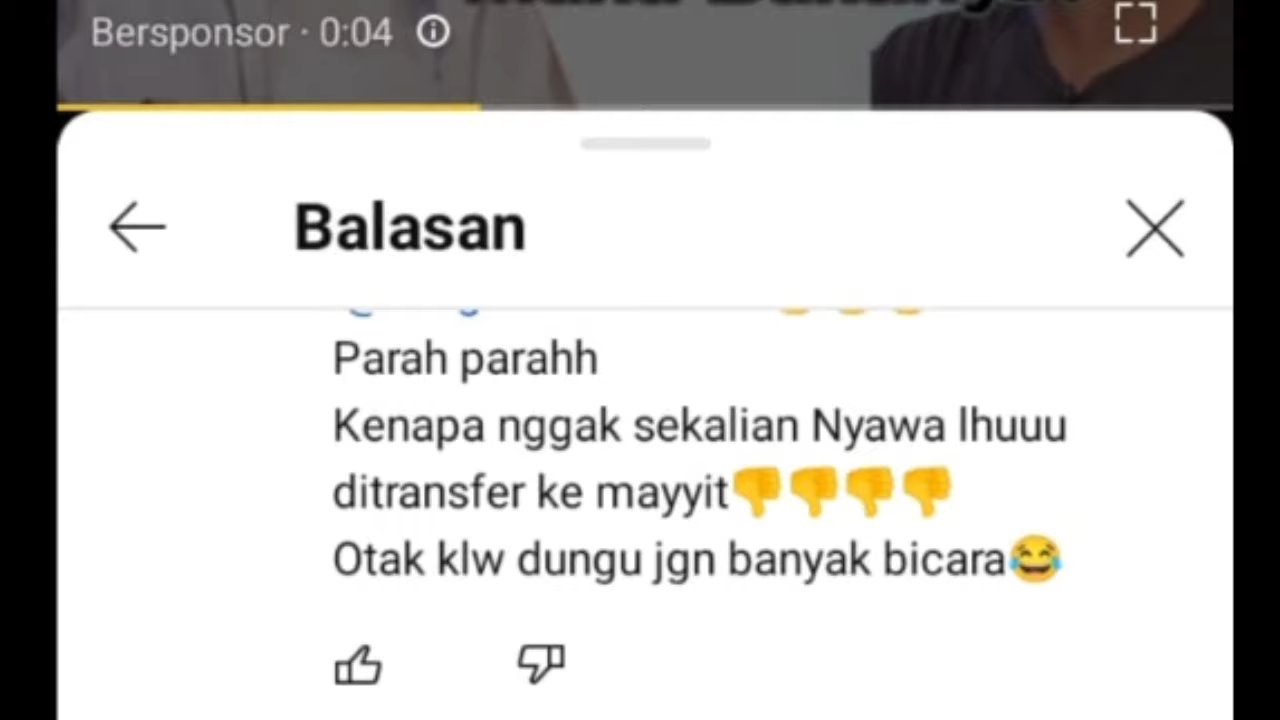 Bersponsor · 0:04
Balasan
Parah parahh
Kenapa nggak sekalian Nyawa lhuuu
ditransfer ke mayyit👎👎👎👎
Otak klw dungu jgn banyak bicara😂